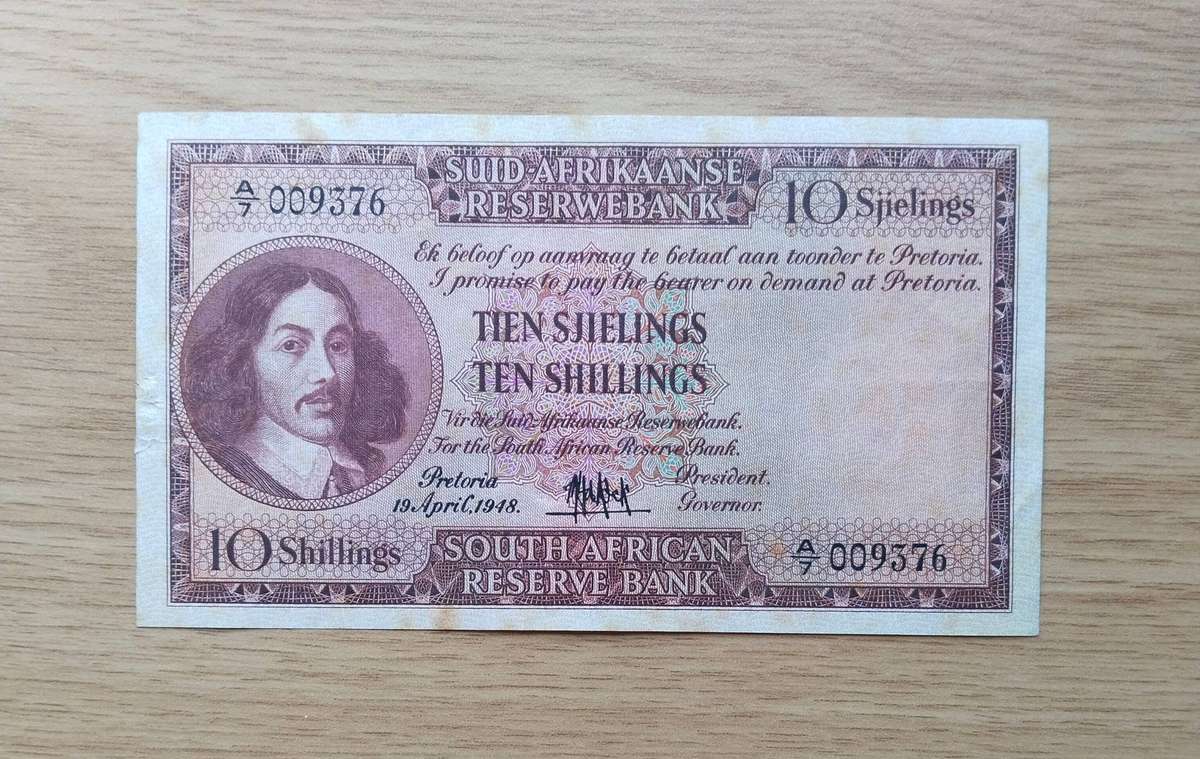 SUID-AFRIKAANSE
RESERWEBANK
A/7 009376
10 Sjielings
Ek beloof op aanvraag te betaal aan toonder te Pretoria.
I promise to pay the bearer on demand at Pretoria.
TIEN SJIELINGS
TEN SHILLINGS
Vir die Suid-Afrikaanse Reserwebank.
For the South African Reserve Bank.
Pretoria
19 April, 1948.
President.
Governor.
10 Shillings
SOUTH AFRICAN
RESERVE BANK
A/7 009376